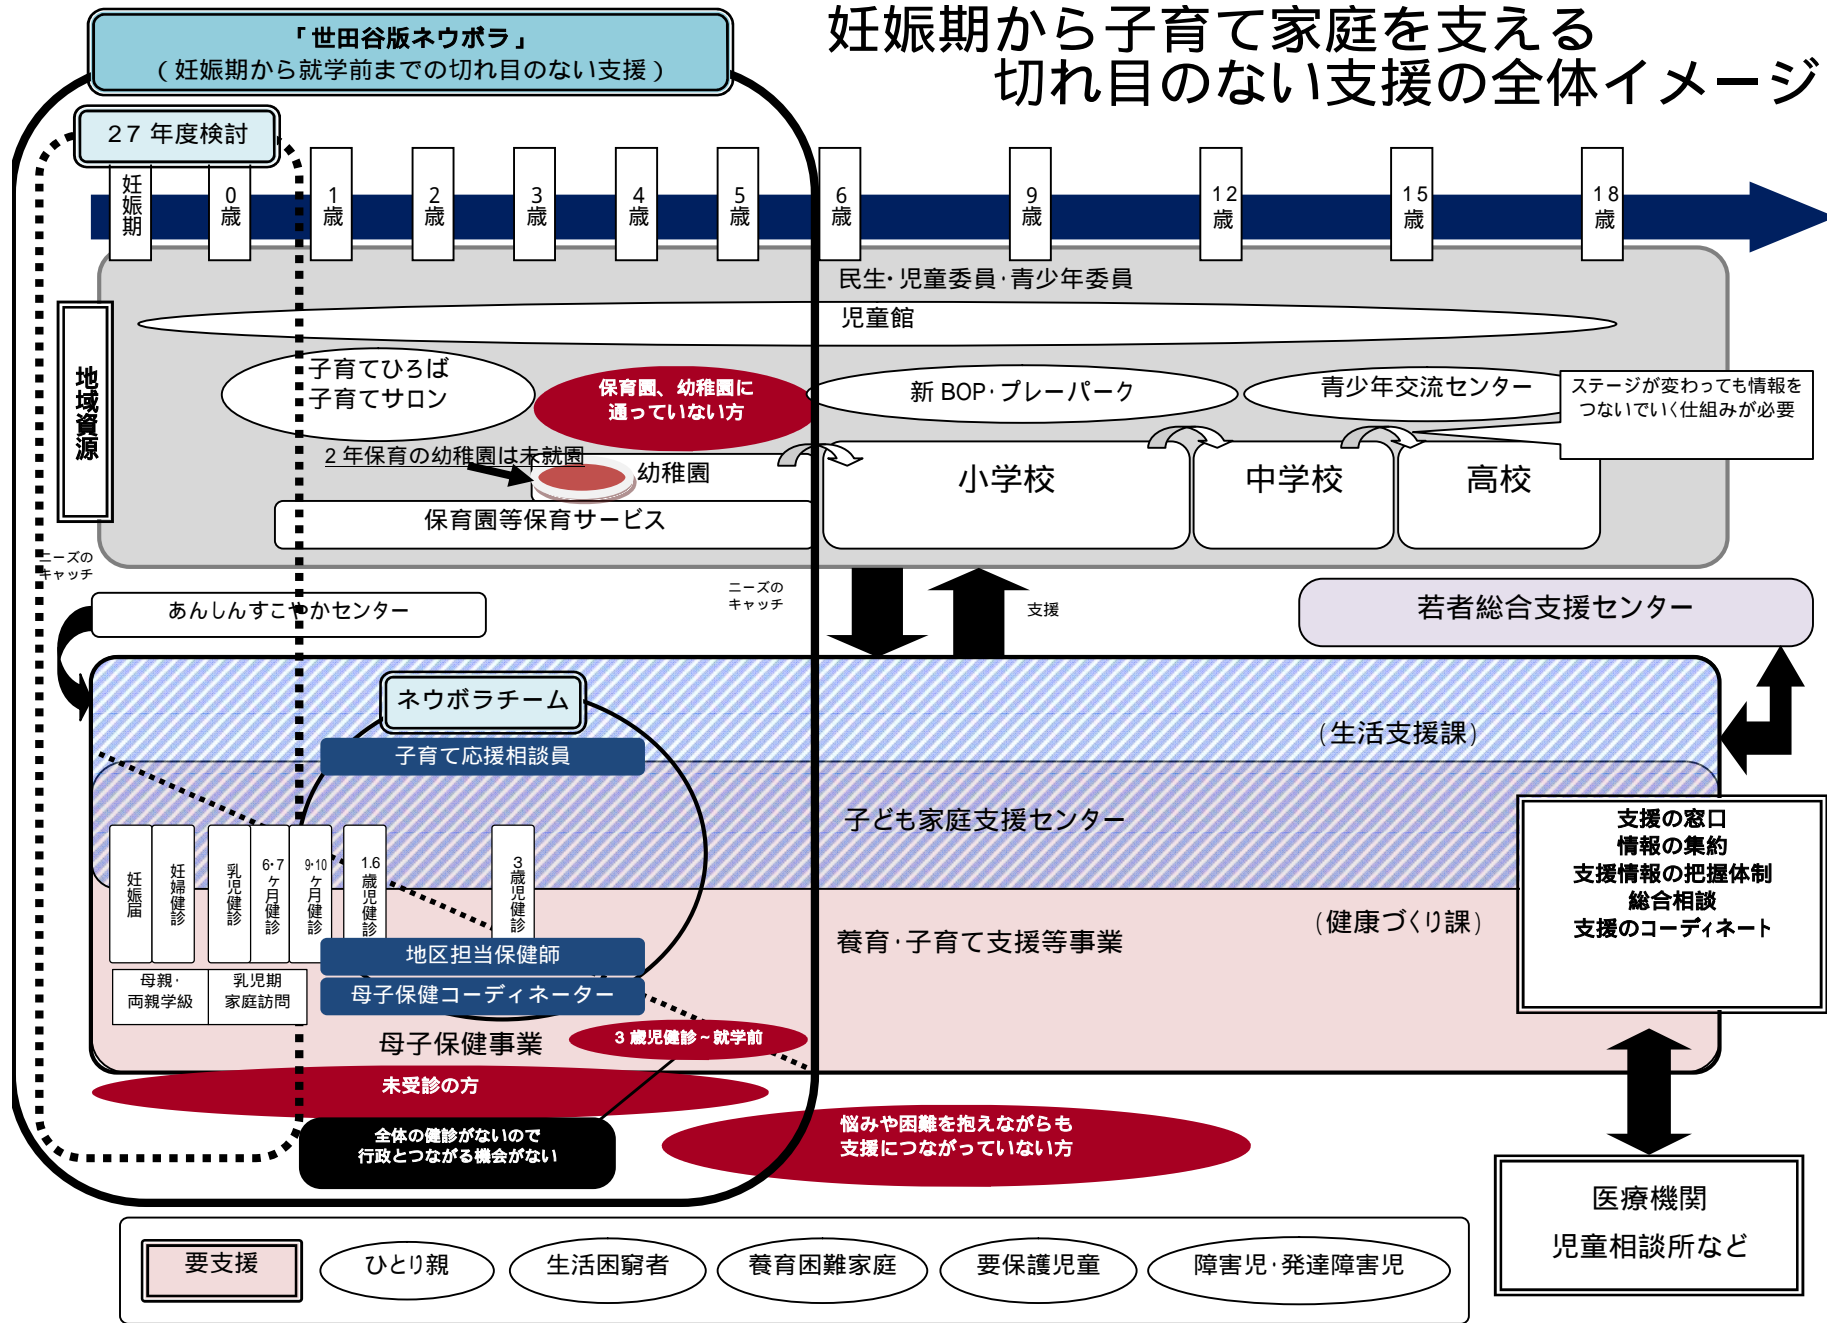 妊娠期から子育て家庭を支える
切れ目のない支援の全体イメージ
「世田谷版ネウボラ」
(妊娠期から就学前までの切れ目のない支援)
27年度検討
妊娠期
0歳
1歳
2歳
3歳
4歳
5歳
6歳
9歳
12歳
15歳
18歳
地域資源
民生・児童委員・青少年委員
児童館
子育てひろば
子育てサロン
保育園、幼稚園に
通っていない方
新BOP・プレーパーク
青少年交流センター
ステージが変わっても情報を
つないでいく仕組みが必要
2年保育の幼稚園は未就園
幼稚園
保育園等保育サービス
小学校
中学校
高校
ニーズの
キャッチ
あんしんすこやかセンター
ニーズの
キャッチ
支援
若者総合支援センター
ネウボラチーム
子育て応援相談員
(生活支援課)
子ども家庭支援センター
妊娠届
妊婦健診
乳児健診
6・7ヶ月健診
9・10ヶ月健診
1.6歳児健診
3歳児健診
支援の窓口
情報の集約
支援情報の把握体制
総合相談
支援のコーディネート
(健康づくり課)
養育・子育て支援等事業
地区担当保健師
母子保健コーディネーター
母親・
両親学級
乳児期
家庭訪問
母子保健事業
3歳児健診~就学前
未受診の方
全体の健診がないので
行政とつながる機会がない
悩みや困難を抱えながらも
支援につながっていない方
医療機関
児童相談所など
要支援
ひとり親
生活困窮者
養育困難家庭
要保護児童
障害児・発達障害児